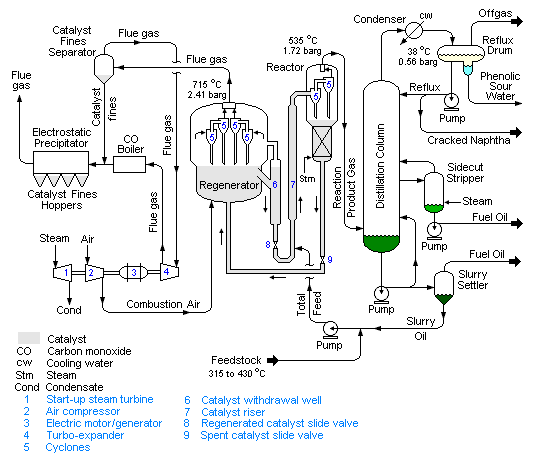 Catalyst
Fines
Separator
Flue gas
Flue gas
535 °C
1.72 barg
Reactor
Condenser
CW
38 °C
0.56 barg
Offgas
Reflux
Drum
Phenolic
Sour
Water
Reflux
Pump
Cracked Naphtha
Flue
gas
Catalyst
fines
Flue gas
715 °C
2.41 barg
5
5
5
5
5
5
Electrostatic
Precipitator
CO
Boiler
Catalyst Fines
Hoppers
Flue gas
Regenerator
6
7
Stm
Reaction
Product Gas
Distillation Column
Sidecut
Stripper
Steam
Fuel Oil
Pump
Steam
Air
1
2
3
4
Cond
Combustion Air
8
9
Total
Feed
Pump
Fuel Oil
Slurry
Settler
Slurry
Oil
Pump
Feedstock
315 to 430 °C
Catalyst
CO Carbon monoxide
CW Cooling water
Stm Steam
Cond Condensate
1 Start-up steam turbine
2 Air compressor
3 Electric motor/generator
4 Turbo-expander
5 Cyclones
6 Catalyst withdrawal well
7 Catalyst riser
8 Regenerated catalyst slide valve
9 Spent catalyst slide valve